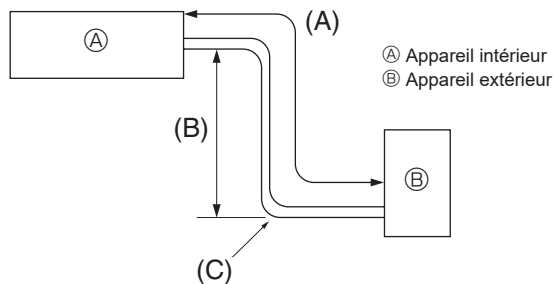 (A)
Ⓐ
Ⓐ Appareil intérieur
Ⓑ Appareil extérieur
(B)
Ⓑ
(C)